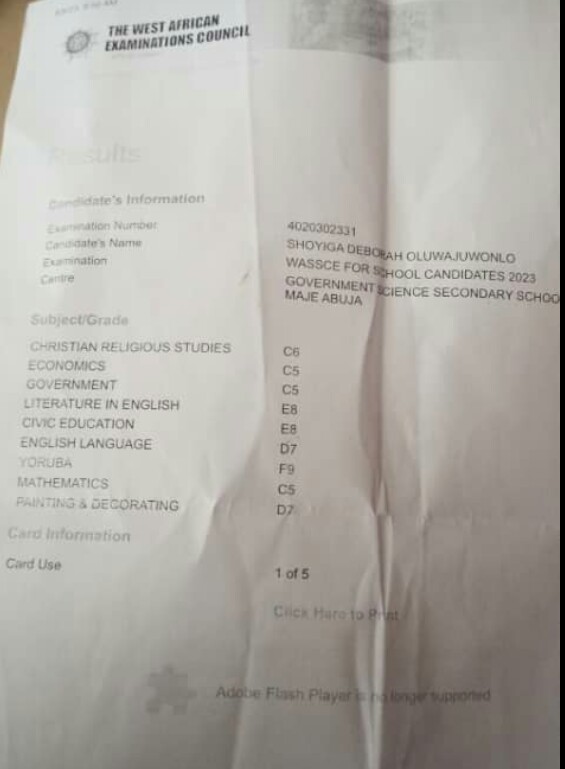 THE WEST AFRICAN
EXAMINATIONS COUNCIL
Results
Candidate's Information
Examination Number 4020302331
Candidate's Name SHOYIGA DEBORAH OLUWAJUWONLO
Examination WASSCE FOR SCHOOL CANDIDATES 2023
Centre GOVERNMENT SCIENCE SECONDARY SCHOO
MAJE ABUJA
Subject/Grade
CHRISTIAN RELIGIOUS STUDIES C6
ECONOMICS C5
GOVERNMENT C5
LITERATURE IN ENGLISH E8
CIVIC EDUCATION E8
ENGLISH LANGUAGE D7
YORUBA F9
MATHEMATICS C5
PAINTING & DECORATING D7
Card Information
Card Use 1 of 5
Click Here to Print
Adobe Flash Player is no longer supported